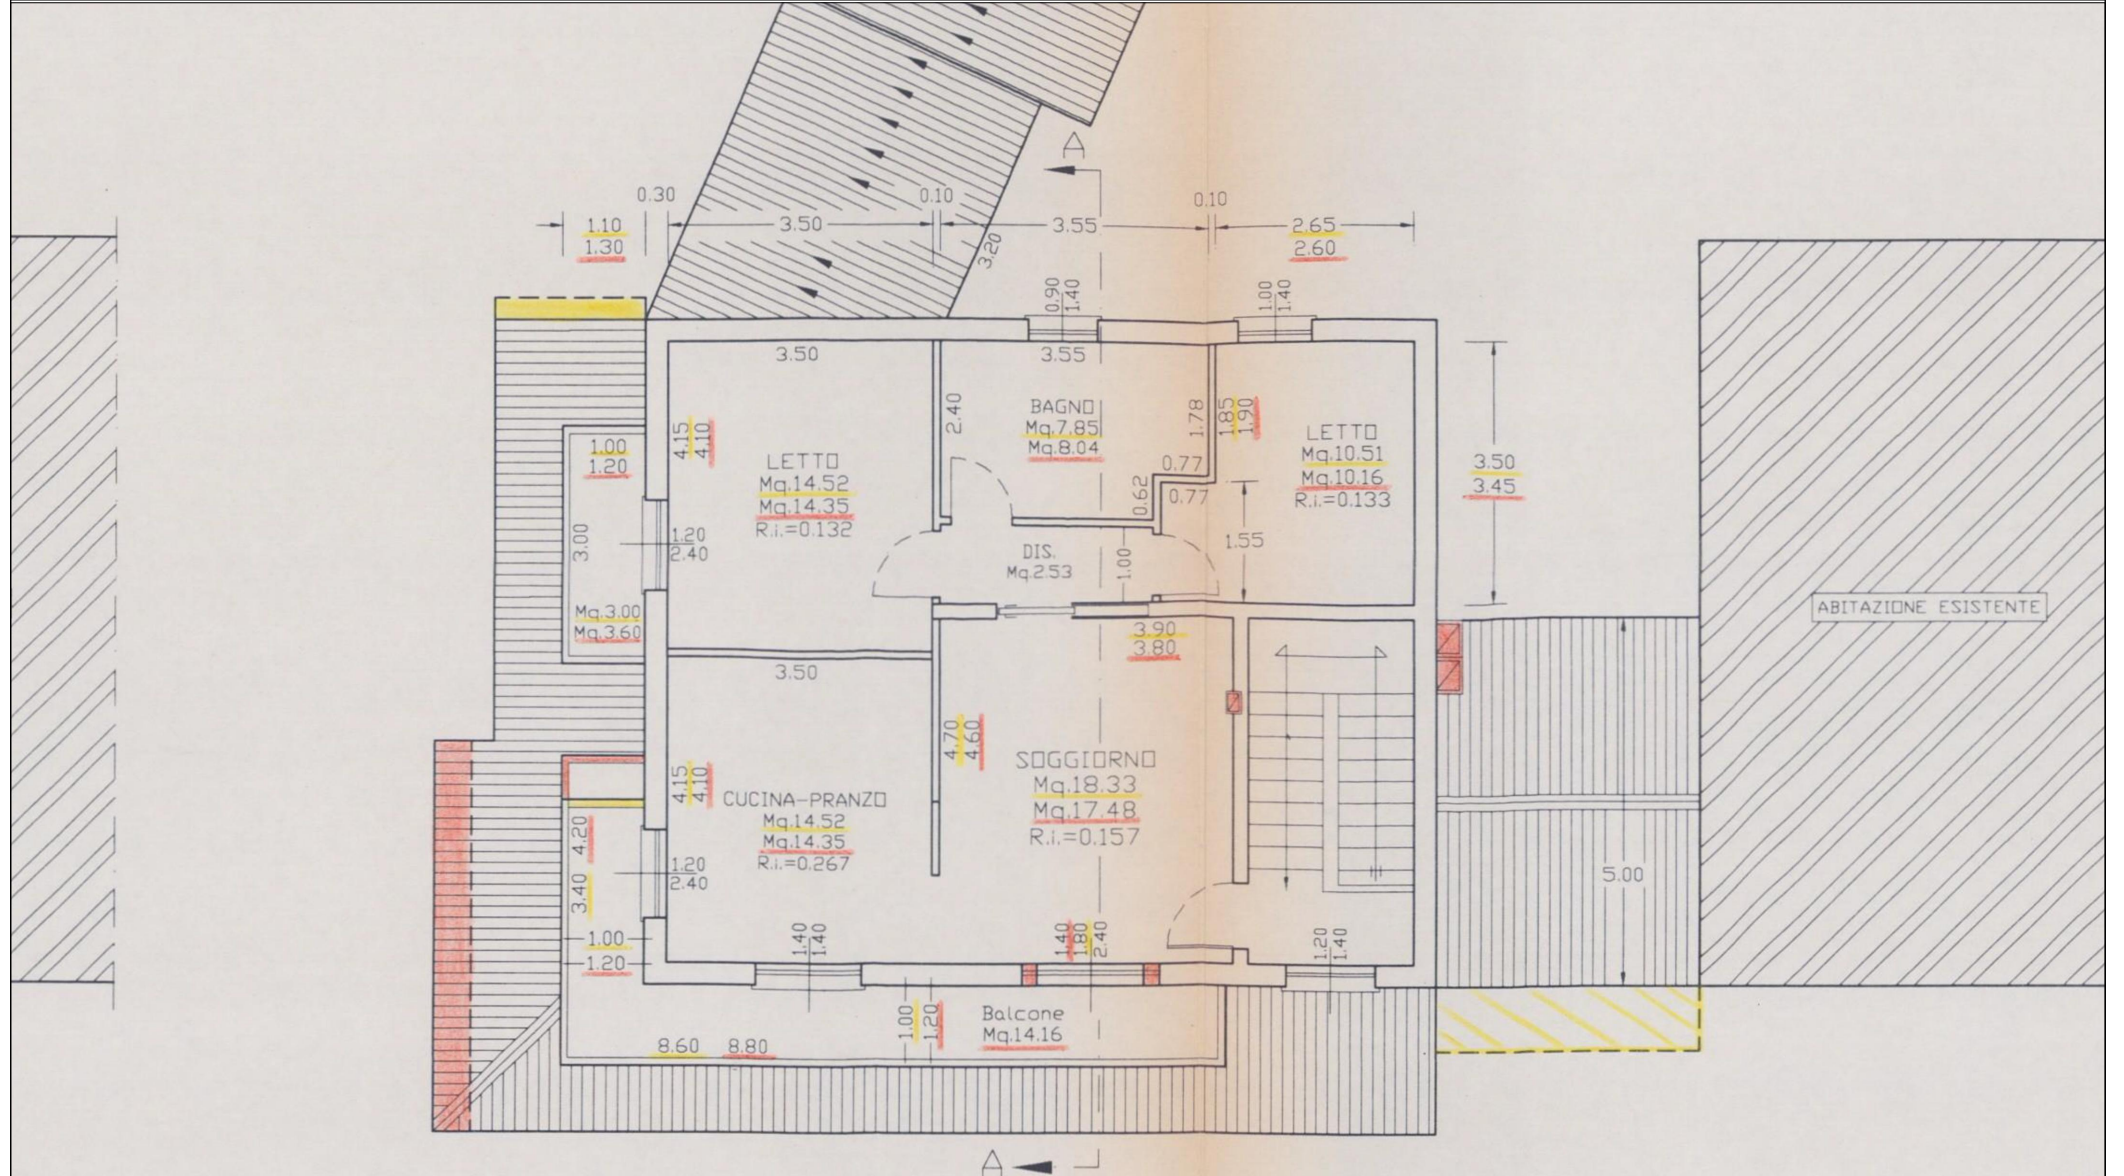 A
0.30
0.10
0.10
1.10
1.30
3.50
3.55
2.65
2.60
3.20
0.90
1.40
1.00
1.40
3.50
3.55
2.40
BAGNO
Mq.7.85
Mq.8.04
1.78
1.85
1.90
4.15
4.10
LETTO
Mq.14.52
Mq.14.35
R.i.=0.132
LETTO
Mq.10.51
Mq.10.16
R.i.=0.133
3.50
3.45
1.00
1.20
3.00
Mq.3.00
Mq.3.60
1.20
2.40
0.77
0.77
0.62
1.55
DIS.
Mq.2.53
1.00
ABITAZIONE ESISTENTE
3.90
3.80
3.50
4.70
4.60
4.15
4.10
CUCINA-PRANZO
Mq.14.52
Mq.14.35
R.i.=0.267
SOGGIORNO
Mq.18.33
Mq.17.48
R.i.=0.157
4.20
3.40
1.20
2.40
5.00
1.00
1.20
1.40
1.40
1.40
1.80
2.40
1.20
1.40
1.00
1.20
Balcone
Mq.14.16
8.60
8.80
A